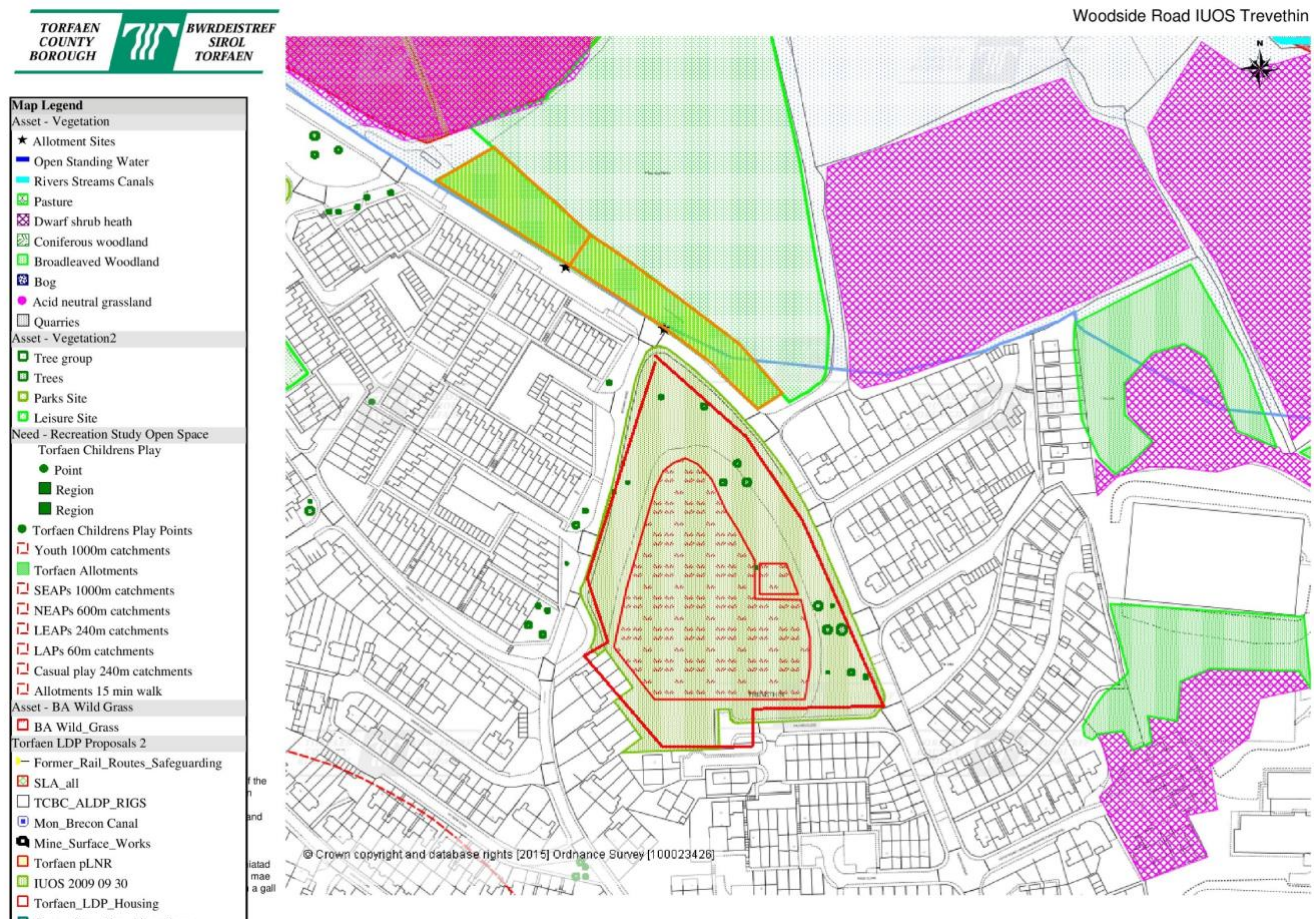 Woodside Road IUOS Trevethin
TORFAEN
COUNTY
BOROUGH
BWRDEISTREF
SIROL
TORFAEN
N
Map Legend
Asset - Vegetation
Allotment Sites
Open Standing Water
Rivers Streams Canals
Pasture
Dwarf shrub heath
Coniferous woodland
Broadleaved Woodland
Bog
Acid neutral grassland
Quarries
Asset - Vegetation2
Tree group
Trees
Parks Site
Leisure Site
Need - Recreation Study Open Space
Torfaen Childrens Play
Point
Region
Region
Torfaen Childrens Play Points
Youth 1000m catchments
Torfaen Allotments
SEAPs 1000m catchments
NEAPs 600m catchments
LEAPs 240m catchments
LAPs 60m catchments
Casual play 240m catchments
Allotments 15 min walk
Asset - BA Wild Grass
BA Wild_Grass
Torfaen LDP Proposals 2
Former_Rail_Routes_Safeguarding
SLA_all
TCBC_ALDP_RIGS
Mon_Brecon Canal
Mine_Surface_Works
Torfaen pLNR
IUOS 2009 09 30
Torfaen_LDP_Housing
f the
and
iatad
mae
a gall
© Crown copyright and database rights [2015] Ordnance Survey [100023426]